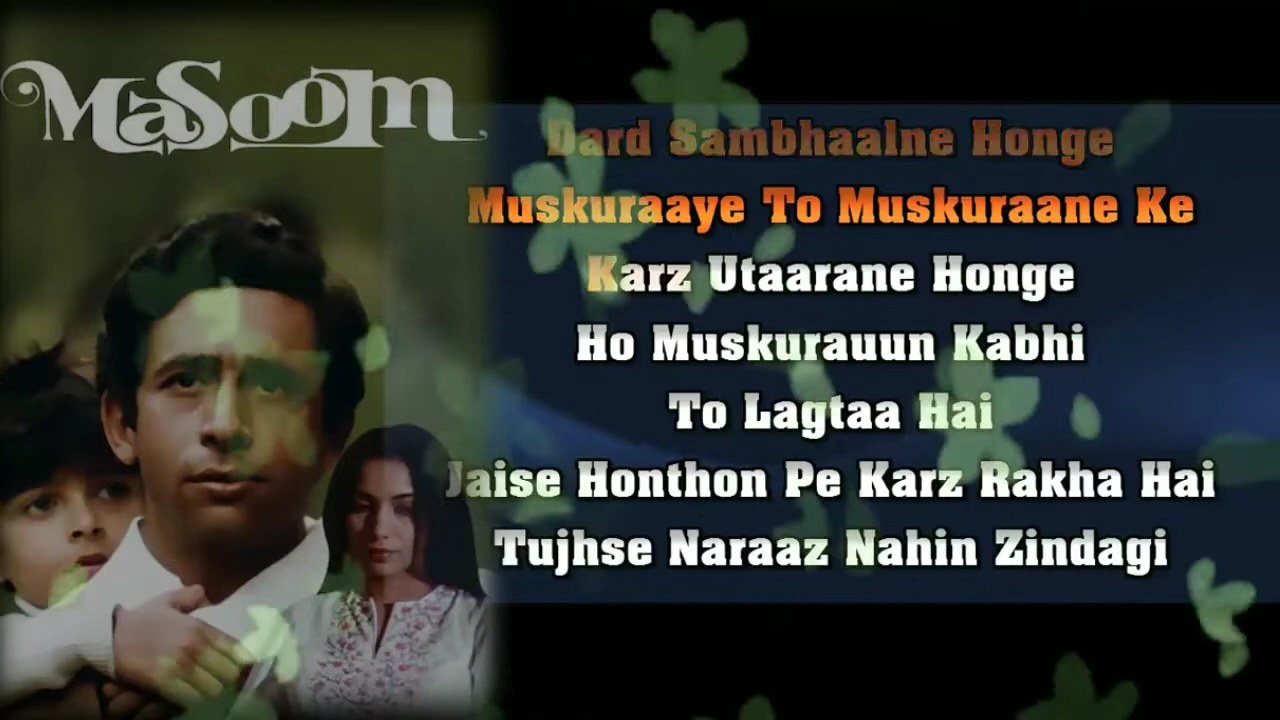 MaSoom
Dard Sambhaalne Honge
Muskuraaye To Muskuraane Ke
Karz Utaarane Honge
Ho Muskurauun Kabhi
To Lagtaa Hai
Jaise Honthon Pe Karz Rakha Hai
Tujhse Naraaz Nahin Zindagi